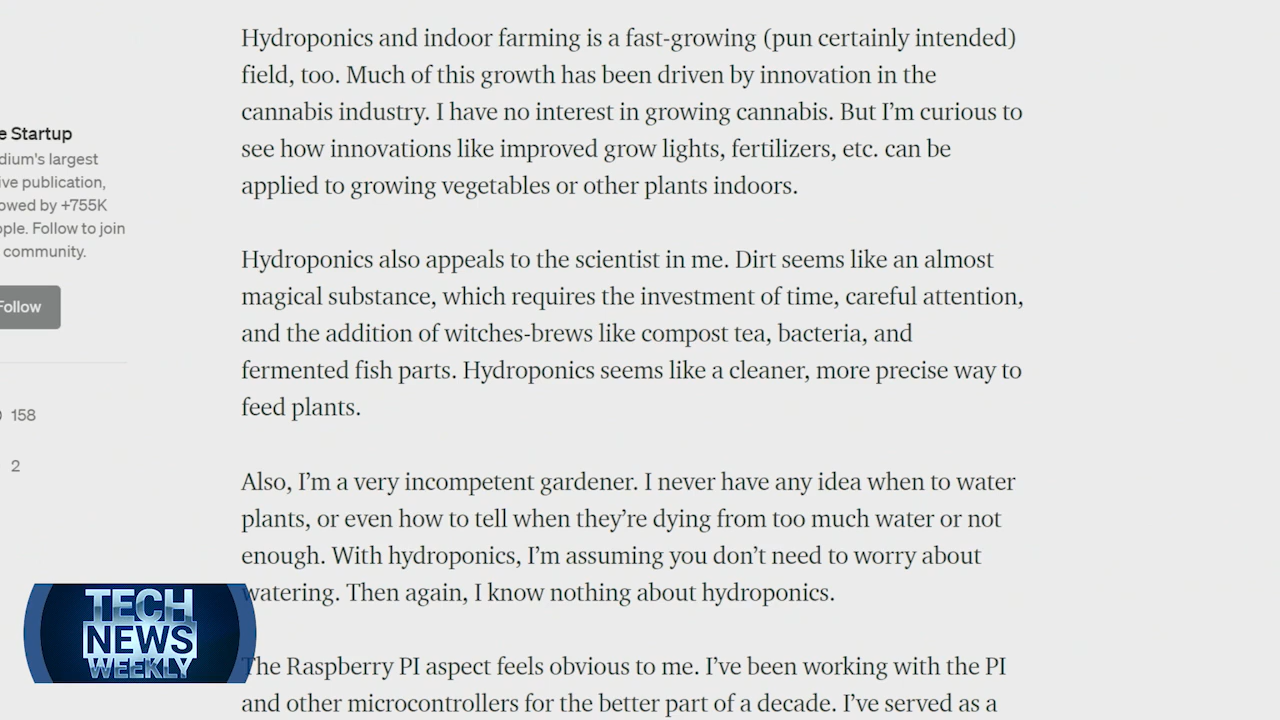 Hydroponics and indoor farming is a fast-growing (pun certainly intended)
field, too. Much of this growth has been driven by innovation in the
cannabis industry. I have no interest in growing cannabis. But I’m curious to
see how innovations like improved grow lights, fertilizers, etc. can be
applied to growing vegetables or other plants indoors.
Hydroponics also appeals to the scientist in me. Dirt seems like an almost
magical substance, which requires the investment of time, careful attention,
and the addition of witches-brews like compost tea, bacteria, and
fermented fish parts. Hydroponics seems like a cleaner, more precise way to
feed plants.
Also, I’m a very incompetent gardener. I never have any idea when to water
plants, or even how to tell when they’re dying from too much water or not
enough. With hydroponics, I’m assuming you don’t need to worry about
watering. Then again, I know nothing about hydroponics.
The Raspberry PI aspect feels obvious to me. I’ve been working with the PI
and other microcontrollers for the better part of a decade. I’ve served as a
e Startup
dium's largest
ive publication,
owed by +755K
ople. Follow to join
community.
Follow
158
2
TECH
NEWS
WEEKLY